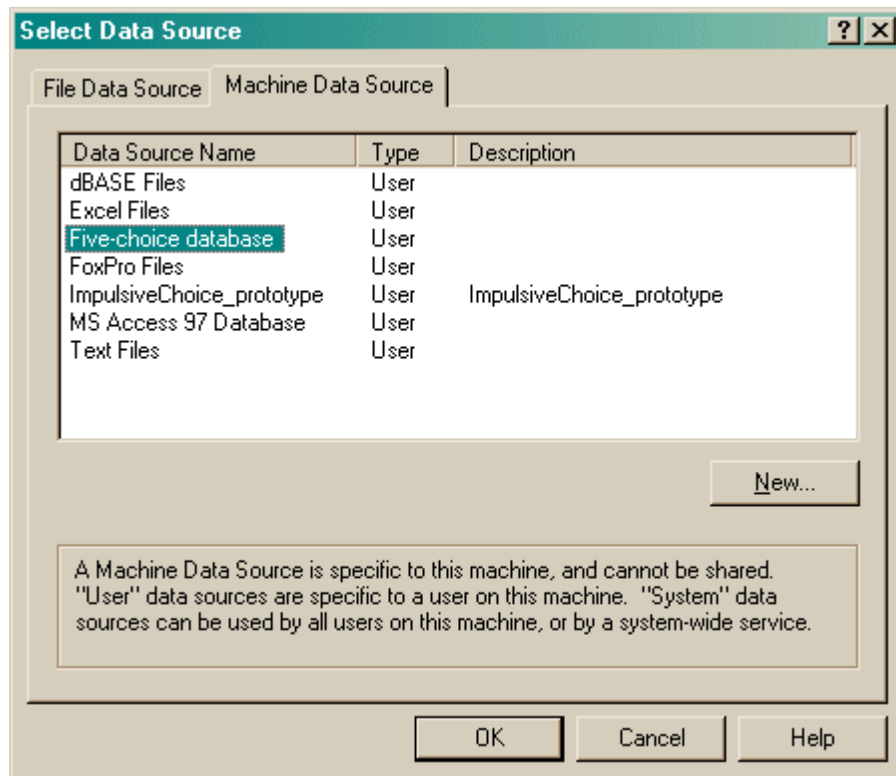 Select Data Source
File Data Source Machine Data Source
Data Source Name Type Description
dBASE Files User
Excel Files User
Five-choice database User
FoxPro Files User
ImpulsiveChoice_prototype User ImpulsiveChoice_prototype
MS Access 97 Database User
Text Files User
New...
A Machine Data Source is specific to this machine, and cannot be shared.
"User" data sources are specific to a user on this machine. "System" data
sources can be used by all users on this machine, or by a system-wide service.
OK Cancel Help